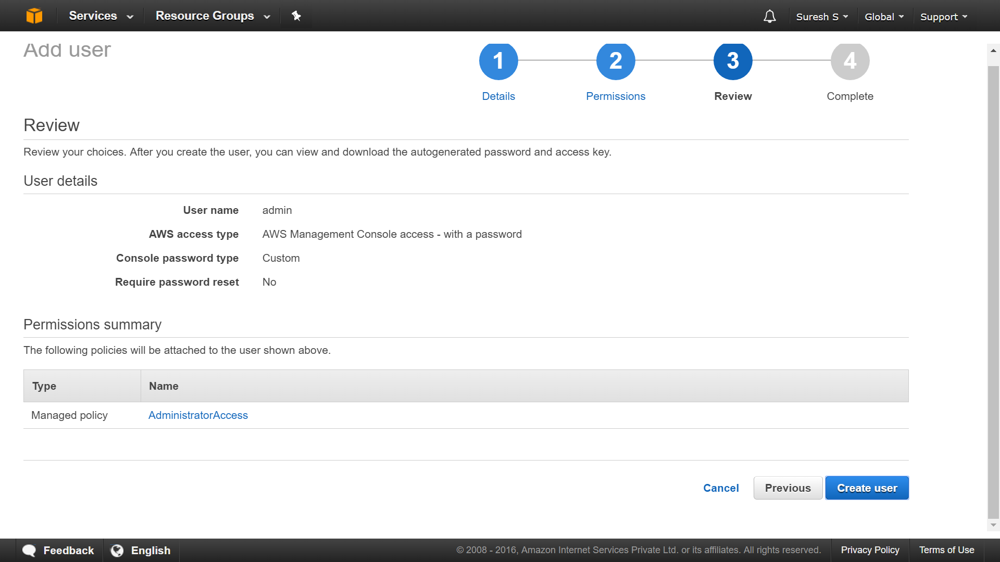 Services
Resource Groups
Suresh S
Global
Support
Add user
1
2
3
4
Details
Permissions
Review
Complete
Review
Review your choices. After you create the user, you can view and download the autogenerated password and access key.
User details
User name admin
AWS access type AWS Management Console access - with a password
Console password type Custom
Require password reset No
Permissions summary
The following policies will be attached to the user shown above.
Type Name
Managed policy AdministratorAccess
Cancel Previous Create user
Feedback English © 2008 - 2016, Amazon Internet Services Private Ltd. or its affiliates. All rights reserved. Privacy Policy Terms of Use